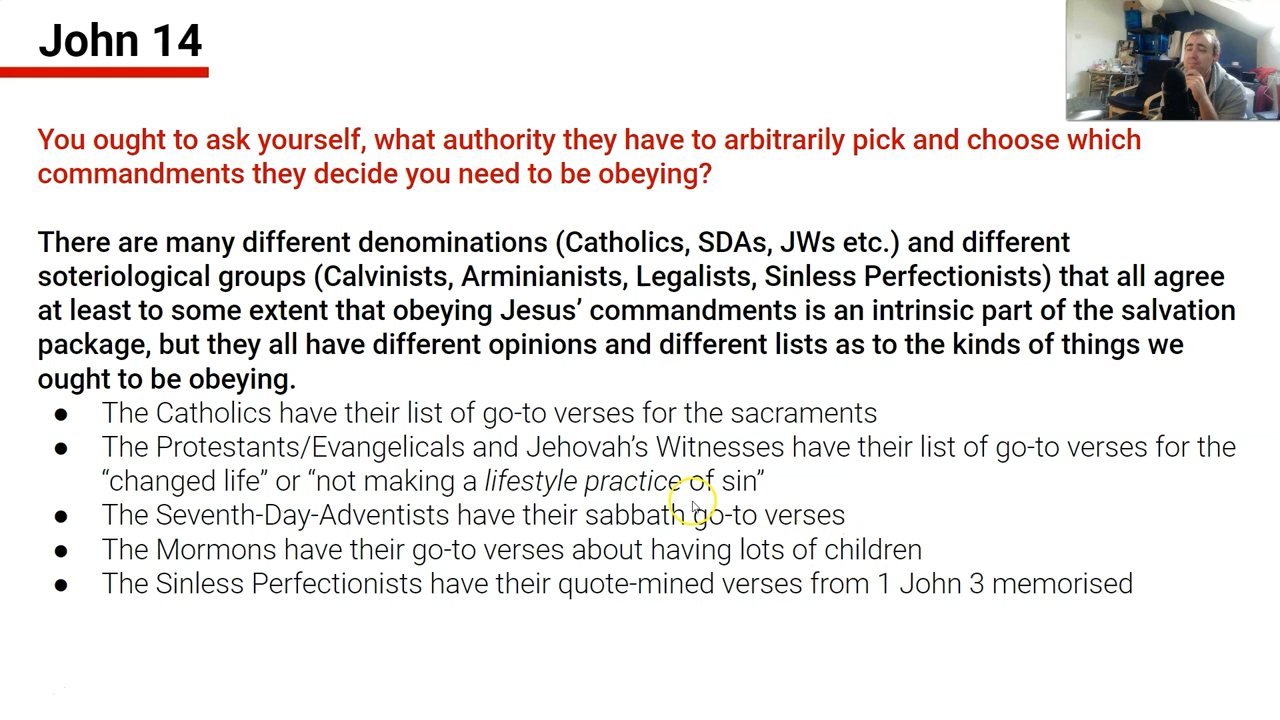 John 14
You ought to ask yourself, what authority they have to arbitrarily pick and choose which
commandments they decide you need to be obeying?
There are many different denominations (Catholics, SDAs, JWs etc.) and different
soteriological groups (Calvinists, Arminianists, Legalists, Sinless Perfectionists) that all agree
at least to some extent that obeying Jesus’ commandments is an intrinsic part of the salvation
package, but they all have different opinions and different lists as to the kinds of things we
ought to be obeying.
● The Catholics have their list of go-to verses for the sacraments
● The Protestants/Evangelicals and Jehovah’s Witnesses have their list of go-to verses for the
“changed life” or “not making a lifestyle practice of sin”
● The Seventh-Day-Adventists have their sabbath go-to verses
● The Mormons have their go-to verses about having lots of children
● The Sinless Perfectionists have their quote-mined verses from 1 John 3 memorised